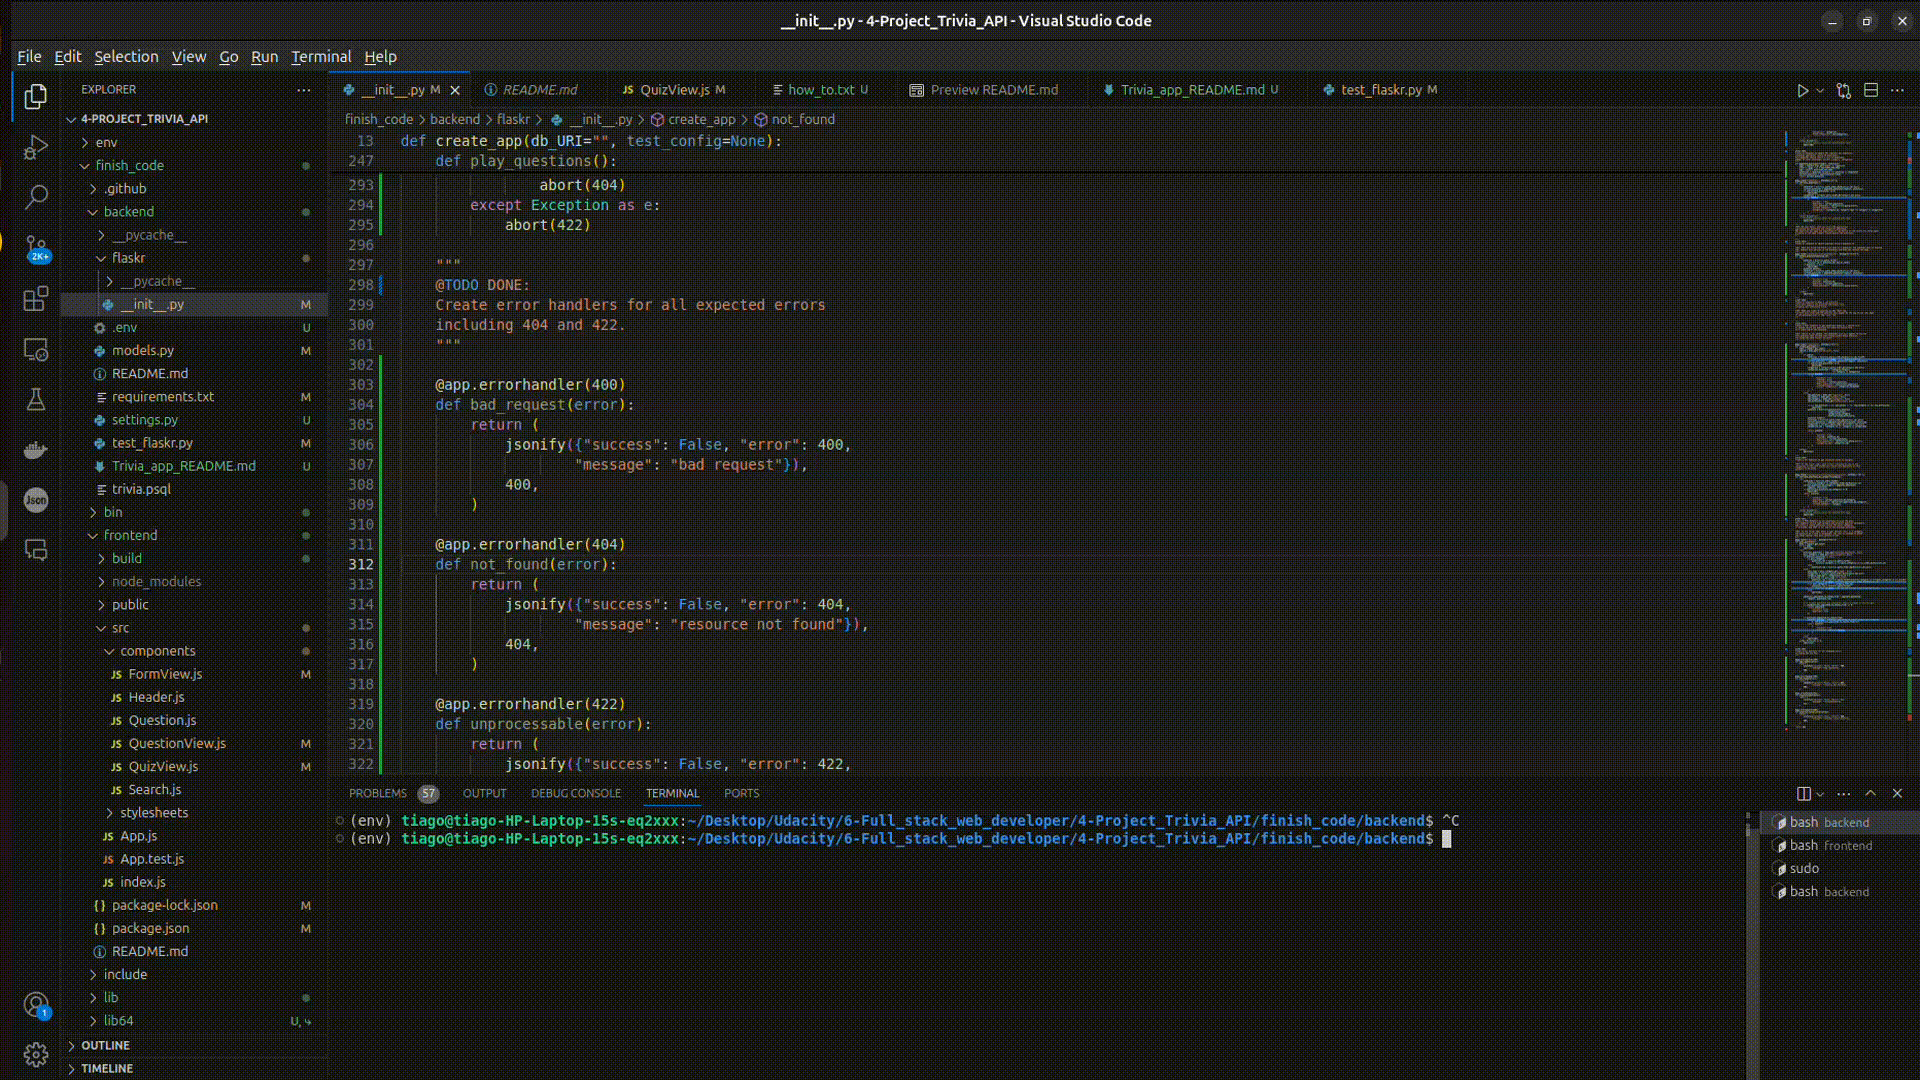 __init__.py - 4-Project_Trivia_API - Visual Studio Code
File Edit Selection View Go Run Terminal Help
EXPLORER
4-PROJECT_TRIVIA_API
env
finish_code
.github
backend
__pycache__
flaskr
__pycache__
__init__.py M
.env U
models.py M
README.md
requirements.txt M
settings.py U
test_flaskr.py M
Trivia_app_README.md U
trivia.psql
bin
frontend
build
node_modules
public
src
components
JS FormView.js M
JS Header.js
JS Question.js
JS QuestionView.js M
JS QuizView.js M
JS Search.js
stylesheets
JS App.js
JS App.test.js
JS index.js
{} package-lock.json M
{} package.json M
README.md
include
lib
lib64 U,
OUTLINE
TIMELINE
2K+
Json
1
__init__.py M README.md JS QuizView.js M how_to.txt U Preview README.md Trivia_app_README.md U test_flaskr.py M
finish_code > backend > flaskr > __init__.py > create_app > not_found
13 def create_app(db_URI="", test_config=None):
247 def play_questions():
293 abort(404)
294 except Exception as e:
295 abort(422)
296
297 """
298 @TODO DONE:
299 Create error handlers for all expected errors
300 including 404 and 422.
301 """
302
303 @app.errorhandler(400)
304 def bad_request(error):
305 return (
306 jsonify({"success": False, "error": 400,
307 "message": "bad request"}),
308 400,
309 )
310
311 @app.errorhandler(404)
312 def not_found(error):
313 return (
314 jsonify({"success": False, "error": 404,
315 "message": "resource not found"}),
316 404,
317 )
318
319 @app.errorhandler(422)
320 def unprocessable(error):
321 return (
322 jsonify({"success": False, "error": 422,
PROBLEMS 57 OUTPUT DEBUG CONSOLE TERMINAL PORTS
(env) tiago@tiago-HP-Laptop-15s-eq2xxx:~/Desktop/Udacity/6-Full_stack_web_developer/4-Project_Trivia_API/finish_code/backend$ ^C
(env) tiago@tiago-HP-Laptop-15s-eq2xxx:~/Desktop/Udacity/6-Full_stack_web_developer/4-Project_Trivia_API/finish_code/backend$
bash backend
bash frontend
sudo
bash backend